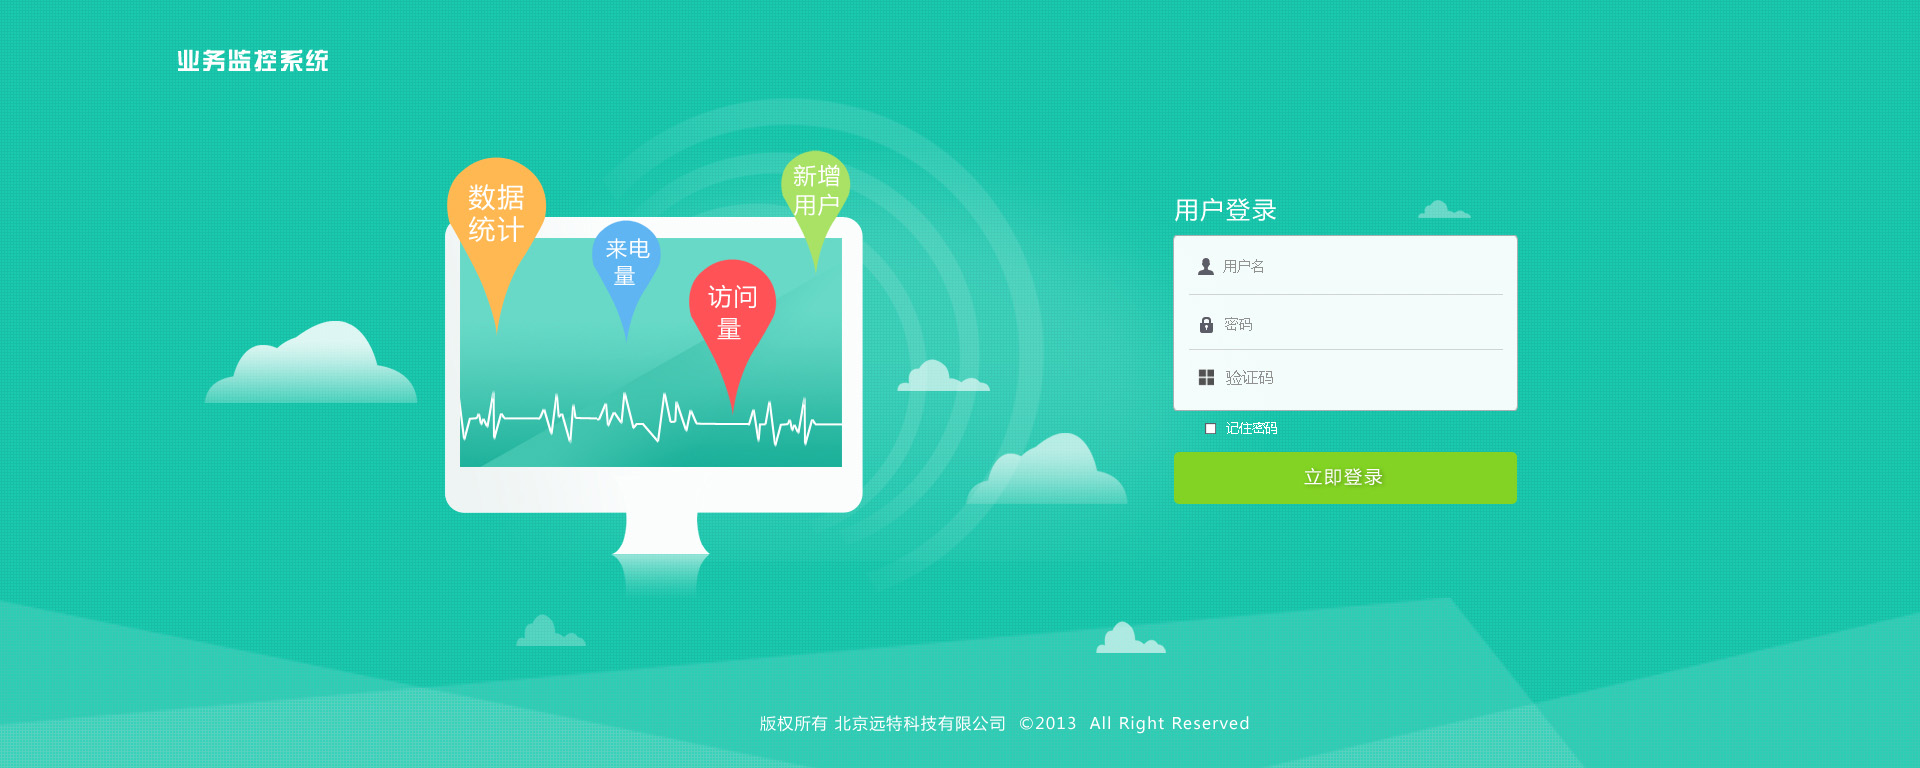 业务监控系统
数据
统计
新增
用户
来电
量
访问
量
用户登录
用户名
密码
验证码
记住密码
立即登录
版权所有 北京远特科技有限公司 ©2013 All Right Reserved